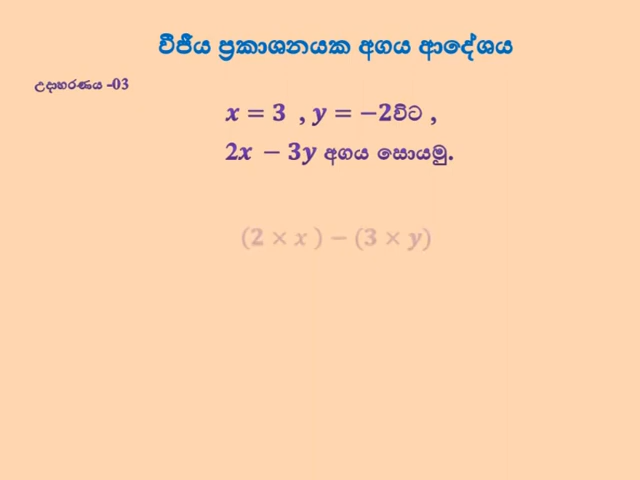 වීජීය ප්‍රකාශනයක අගය ආදේශය
උදාහරණය -03
x = 3 , y = −2විට ,
2x − 3y අගය සොයමු.
(2 × x ) − (3 × y)